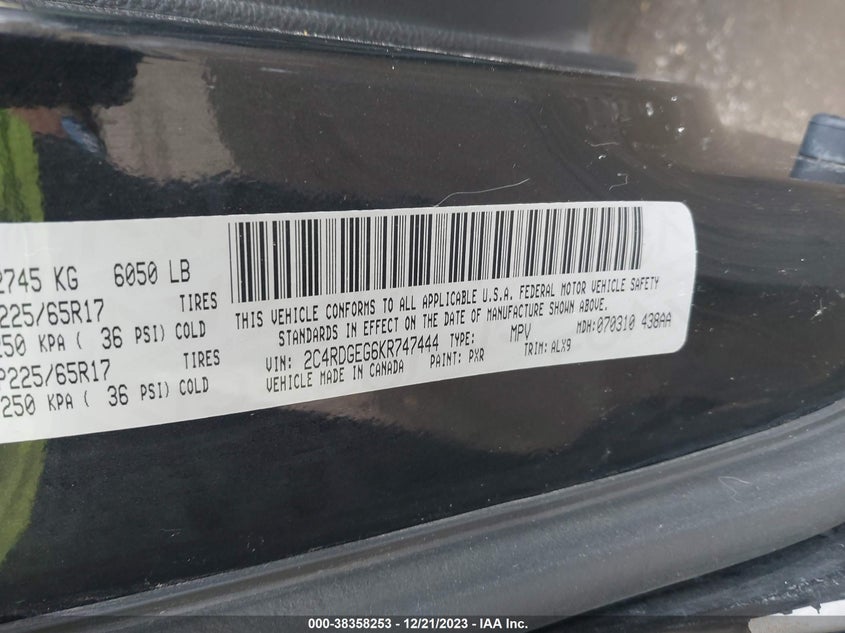 2745 KG 6050 LB
P225/65R17 TIRES
250 KPA ( 36 PSI) COLD
P225/65R17 TIRES
250 KPA ( 36 PSI) COLD
THIS VEHICLE CONFORMS TO ALL APPLICABLE U.S.A. FEDERAL MOTOR VEHICLE SAFETY
STANDARDS IN EFFECT ON THE DATE OF MANUFACTURE SHOWN ABOVE.
VIN: 2C4RDGEG6KR747444 TYPE: MPV MDH:070310 438AA
VEHICLE MADE IN CANADA PAINT: PXR TRIM: ALX9
000-38358253 - 12/21/2023 - IAA Inc.